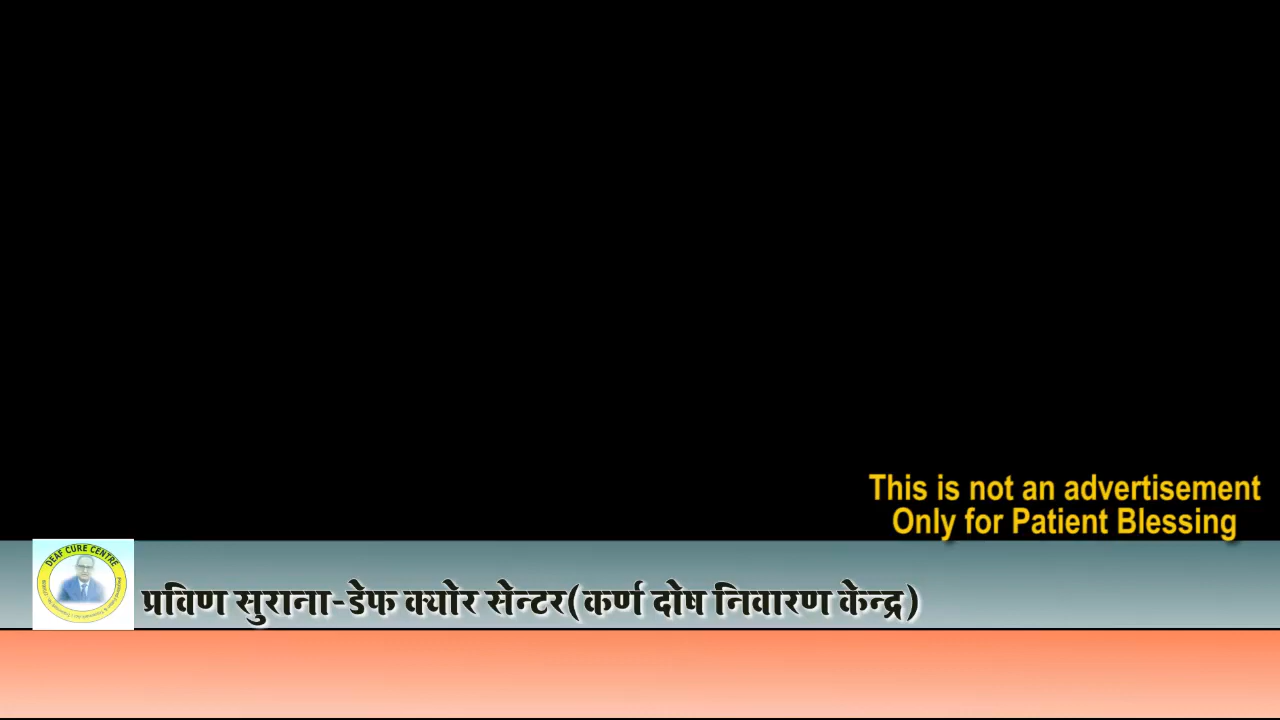 This is not an advertisement
Only for Patient Blessing
DEAF CURE CENTRE
प्रविण सुराना-डेफ क्योर सेन्टर(कर्ण दोष निवारण केन्द्र)